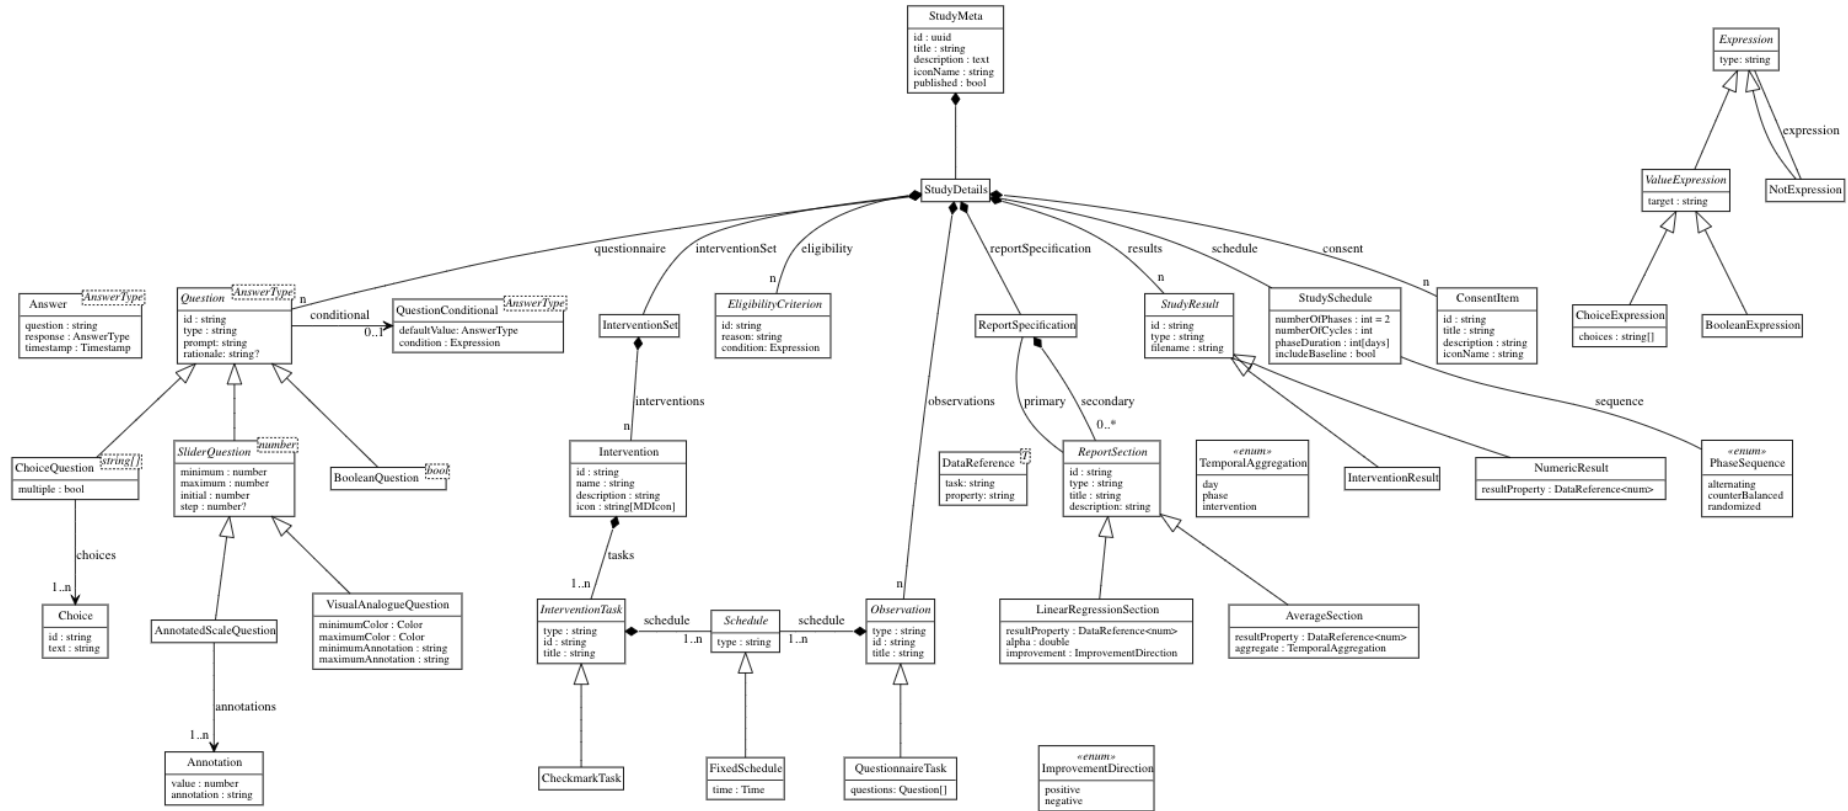 StudyMeta
id : uuid
title : string
description : text
iconName : string
published : bool
Expression
type: string
expression
StudyDetails
ValueExpression
target : string
NotExpression
questionnaire
interventionSet
eligibility
reportSpecification
results
schedule
consent
n
n
n
n
Answer
AnswerType
question : string
response : AnswerType
timestamp : Timestamp
Question
AnswerType
id : string
type : string
prompt: string
rationale: string?
conditional
0..1
QuestionConditional
AnswerType
defaultValue: AnswerType
condition : Expression
InterventionSet
EligibilityCriterion
id: string
reason: string
condition: Expression
ReportSpecification
StudyResult
id : string
type : string
filename : string
StudySchedule
numberOfPhases : int = 2
numberOfCycles : int
phaseDuration : int[days]
includeBaseline : bool
ConsentItem
id : string
title : string
description : string
iconName : string
ChoiceExpression
choices : string[]
BooleanExpression
interventions
n
observations
primary
secondary
0..*
sequence
ChoiceQuestion
string[]
multiple : bool
SliderQuestion
number
minimum : number
maximum : number
initial : number
step : number?
BooleanQuestion
bool
Intervention
id : string
name : string
description : string
icon : string[MDIcon]
DataReference
T
task: string
property: string
ReportSection
id : string
type : string
title : string
description: string
«enum»
TemporalAggregation
day
phase
intervention
InterventionResult
NumericResult
resultProperty : DataReference<num>
«enum»
PhaseSequence
alternating
counterBalanced
randomized
choices
1..n
tasks
1..n
n
Choice
id : string
text : string
AnnotatedScaleQuestion
VisualAnalogueQuestion
minimumColor : Color
maximumColor : Color
minimumAnnotation : string
maximumAnnotation : string
InterventionTask
type : string
id : string
title : string
schedule
1..n
Schedule
type : string
schedule
1..n
Observation
type : string
id : string
title : string
LinearRegressionSection
resultProperty : DataReference<num>
alpha : double
improvement : ImprovementDirection
AverageSection
resultProperty : DataReference<num>
aggregate : TemporalAggregation
annotations
1..n
Annotation
value : number
annotation : string
CheckmarkTask
FixedSchedule
time : Time
QuestionnaireTask
questions: Question[]
«enum»
ImprovementDirection
positive
negative